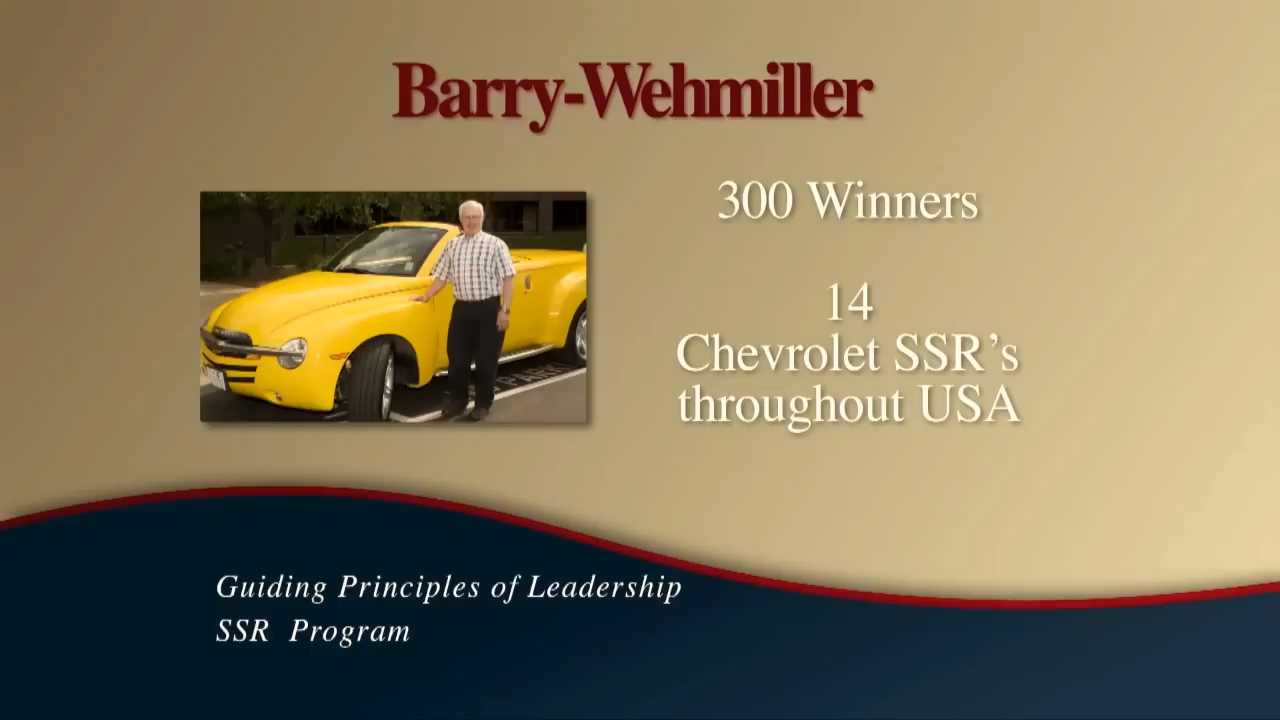 Barry-Wehmiller
300 Winners
14
Chevrolet SSR's
throughout USA
Guiding Principles of Leadership
SSR Program